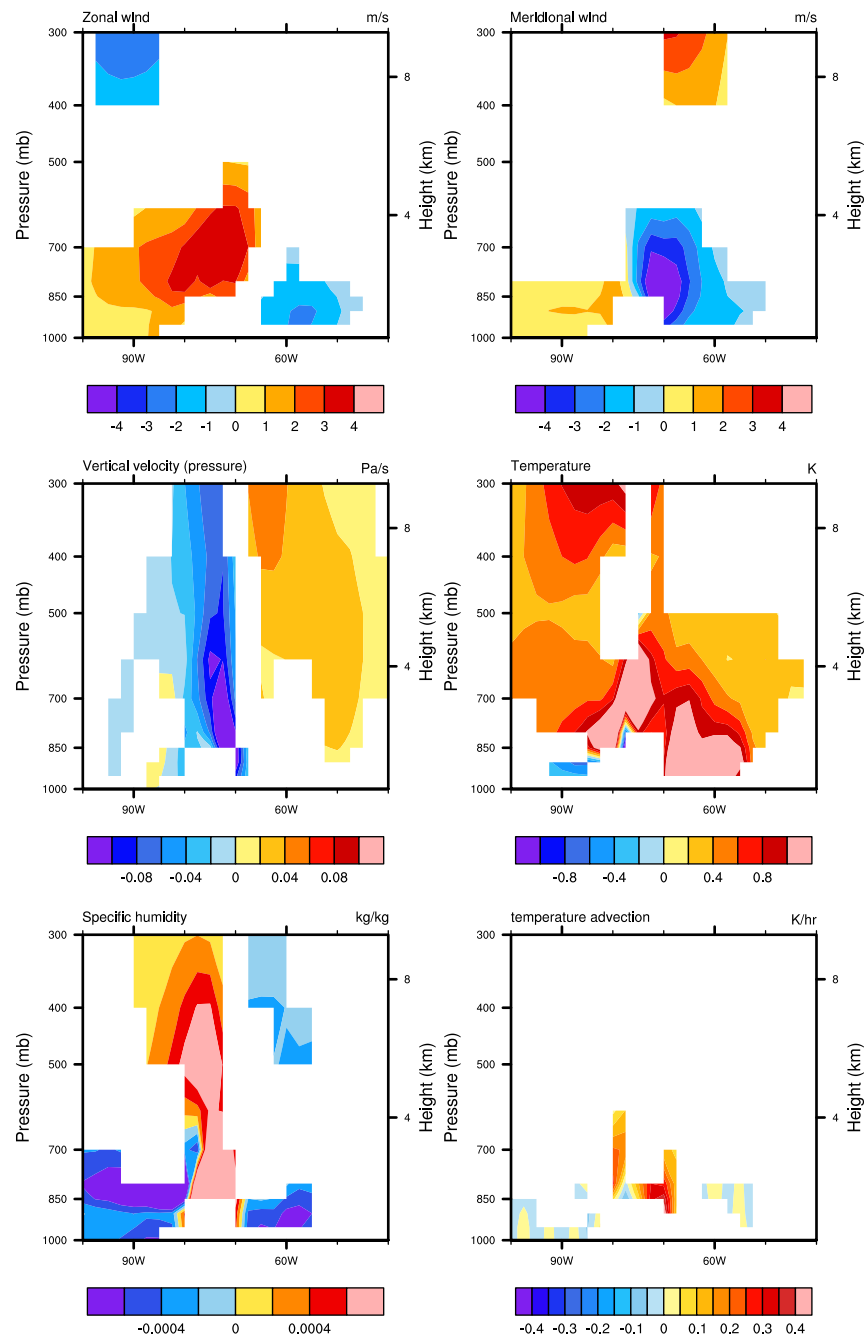 Zonal wind m/s
300
400
500
700
850
1000
Pressure (mb)
8
4
Height (km)
90W 60W
-4 -3 -2 -1 0 1 2 3 4
Meridional wind m/s
300
400
500
700
850
1000
Pressure (mb)
8
4
Height (km)
90W 60W
-4 -3 -2 -1 0 1 2 3 4
Vertical velocity (pressure) Pa/s
300
400
500
700
850
1000
Pressure (mb)
8
4
Height (km)
90W 60W
-0.08 -0.04 0 0.04 0.08
Temperature K
300
400
500
700
850
1000
Pressure (mb)
8
4
Height (km)
90W 60W
-0.8 -0.4 0 0.4 0.8
Specific humidity kg/kg
300
400
500
700
850
1000
Pressure (mb)
8
4
Height (km)
90W 60W
-0.0004 0 0.0004
temperature advection K/hr
300
400
500
700
850
1000
Pressure (mb)
8
4
Height (km)
90W 60W
-0.4 -0.3 -0.2 -0.1 0 0.1 0.2 0.3 0.4